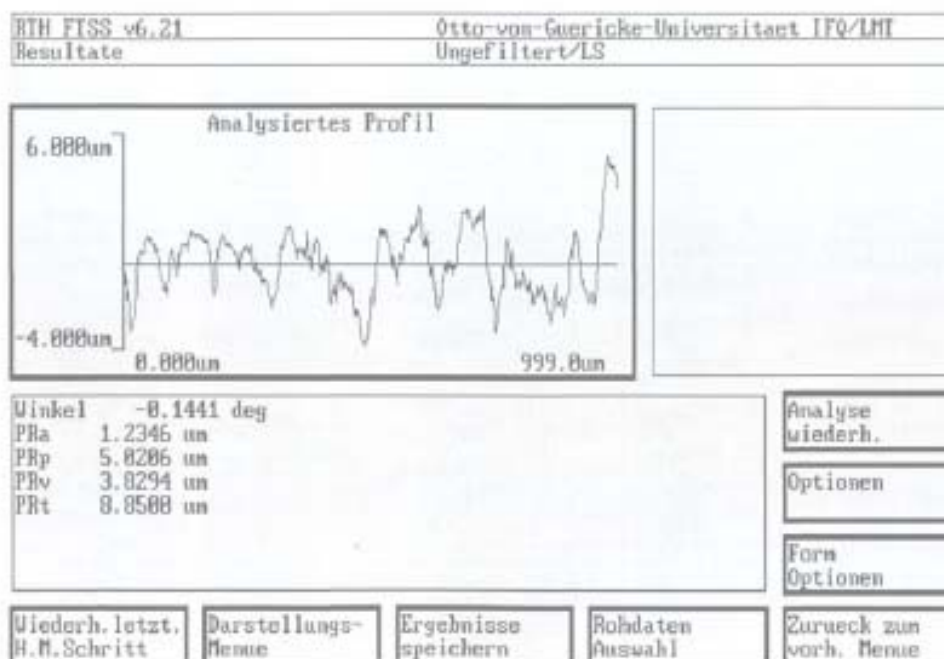 RTH FTSS v6.21
Otto-von-Guericke-Universitaet IFQ/LMT
Resultate
Ungefiltert/LS
Analysiertes Profil
6.000um
-4.000um
0.000um
999.0um
Winkel -0.1441 deg
PRa 1.2346 um
PRp 5.0206 um
PRv 3.8294 um
PRt 8.8500 um
Analyse
wiederh.
Optionen
Form
Optionen
Wiederh.letzt.
H.M.Schritt
Darstellungs-
Menue
Ergebnisse
speichern
Rohdaten
Auswahl
Zurueck zum
vorh. Menue